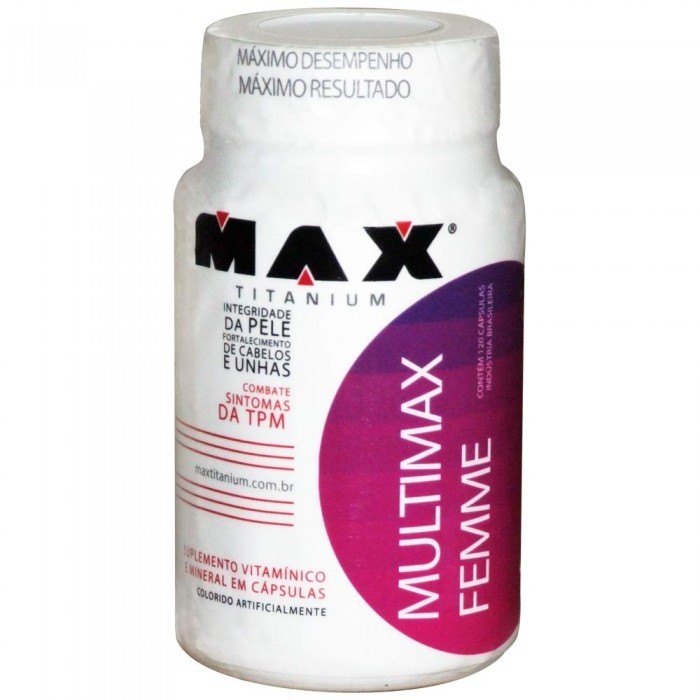 MÁXIMO DESEMPENHO
MÁXIMO RESULTADO
MAX®
TITANIUM
INTEGRIDADE
DA PELE
FORTALECIMENTO
DE CABELOS
E UNHAS
COMBATE
SINTOMAS
DA TPM
maxtitanium.com.br
SUPLEMENTO VITAMÍNICO
E MINERAL EM CÁPSULAS
COLORIDO ARTIFICIALMENTE
MULTIMAX
FEMME
CONTÉM 120 CÁPSULAS
INDÚSTRIA BRASILEIRA